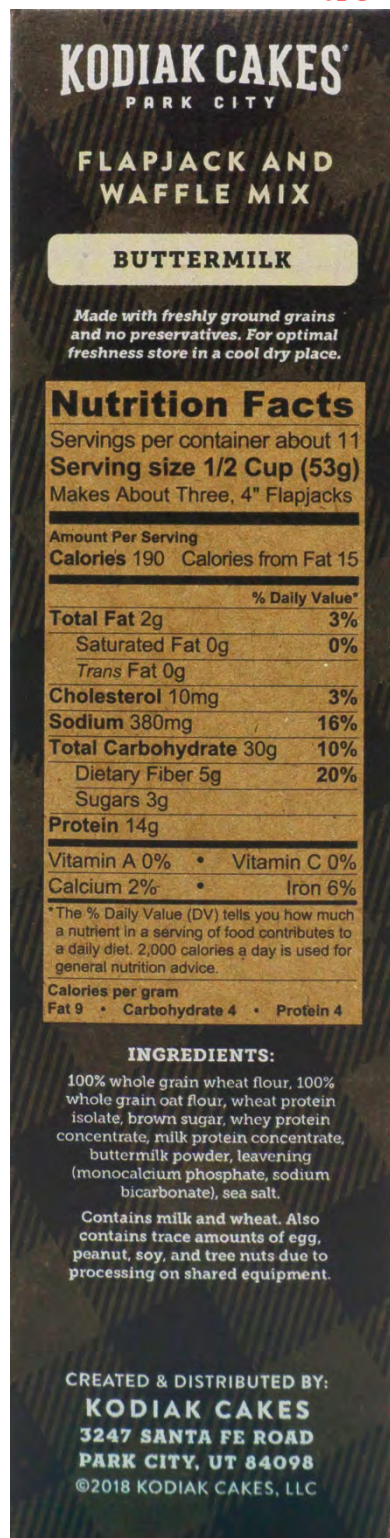 KODIAK CAKES
PARK CITY
FLAPJACK AND
WAFFLE MIX
BUTTERMILK
Made with freshly ground grains
and no preservatives. For optimal
freshness store in a cool dry place.
Nutrition Facts
Servings per container about 11
Serving size 1/2 Cup (53g)
Makes About Three, 4" Flapjacks
Amount Per Serving
Calories 190 Calories from Fat 15
% Daily Value*
Total Fat 2g 3%
Saturated Fat 0g 0%
Trans Fat 0g
Cholesterol 10mg 3%
Sodium 380mg 16%
Total Carbohydrate 30g 10%
Dietary Fiber 5g 20%
Sugars 3g
Protein 14g
Vitamin A 0% • Vitamin C 0%
Calcium 2% • Iron 6%
*The % Daily Value (DV) tells you how much
a nutrient in a serving of food contributes to
a daily diet. 2,000 calories a day is used for
general nutrition advice.
Calories per gram
Fat 9 • Carbohydrate 4 • Protein 4
INGREDIENTS:
100% whole grain wheat flour, 100%
whole grain oat flour, wheat protein
isolate, brown sugar, whey protein
concentrate, milk protein concentrate,
buttermilk powder, leavening
(monocalcium phosphate, sodium
bicarbonate), sea salt.
Contains milk and wheat. Also
contains trace amounts of egg,
peanut, soy, and tree nuts due to
processing on shared equipment.
CREATED & DISTRIBUTED BY:
KODIAK CAKES
3247 SANTA FE ROAD
PARK CITY, UT 84098
©2018 KODIAK CAKES, LLC